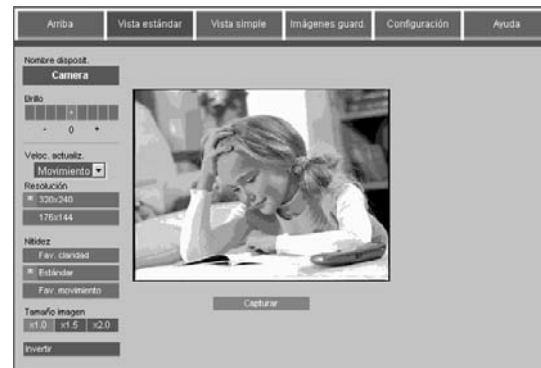 Arriba Vista estándar Vista simple Imágenes guard. Configuración Ayuda
Nombre disposit.
Camera
Brillo
- 0 +
Veloc. actualiz.
Movimiento
Resolución
320x240
176x144
Nitidez
Fav. claridad
Estándar
Fav. movimiento
Tamaño imagen
x1.0 x1.5 x2.0
Invertir
Capturar